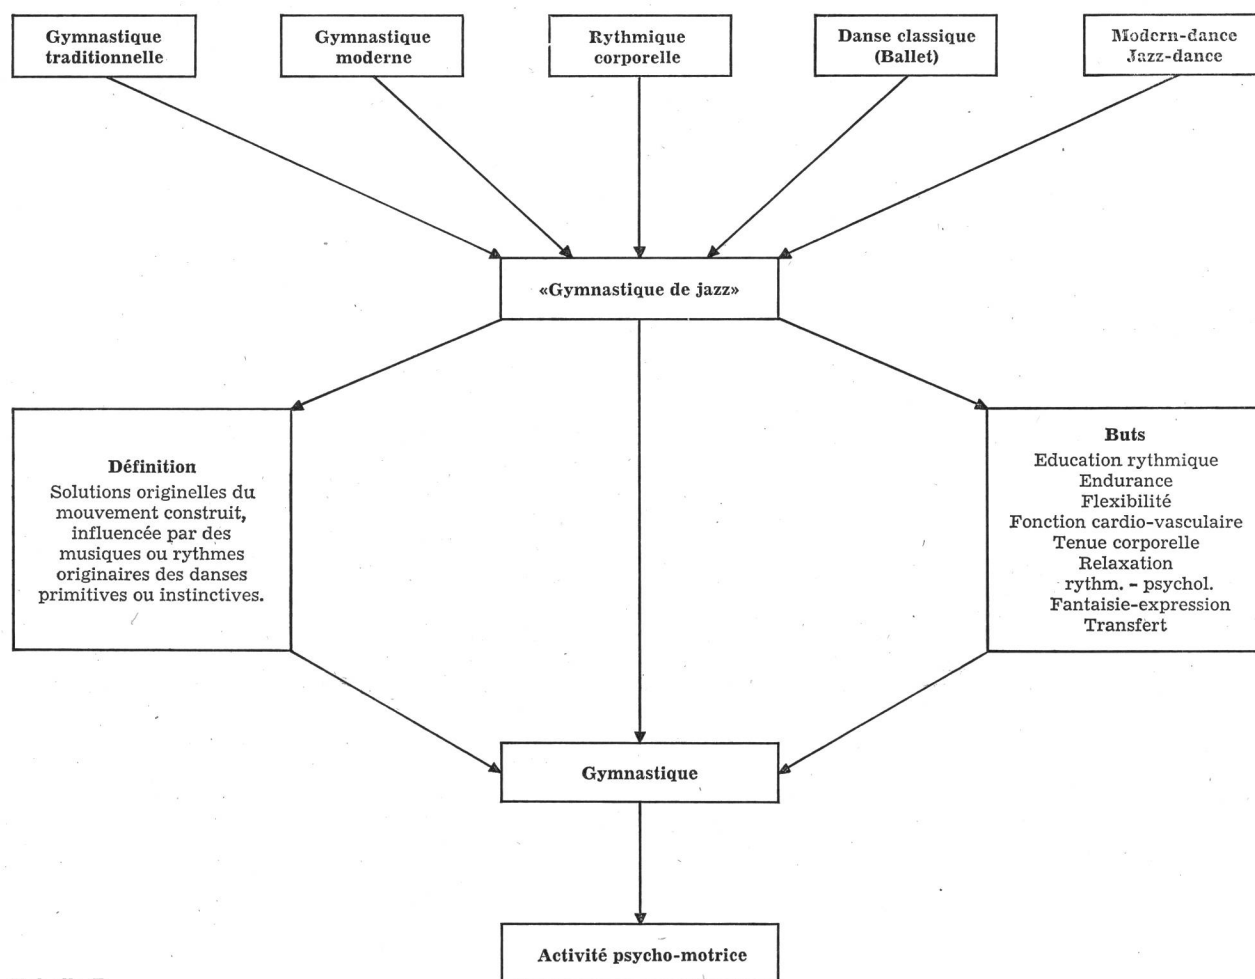 Gymnastique
traditionnelle
Gymnastique
moderne
Rythmique
corporelle
Danse classique
(Ballet)
Modern-dance
Jazz-dance
«Gymnastique de jazz»
Définition
Solutions originelles du
mouvement construit,
influencée par des
musiques ou rythmes
originaires des danses
primitives ou instinctives.
Buts
Education rythmique
Endurance
Flexibilité
Fonction cardio-vasculaire
Tenue corporelle
Relaxation
rythm. - psychol.
Fantaisie-expression
Transfert
Gymnastique
Activité psycho-motrice